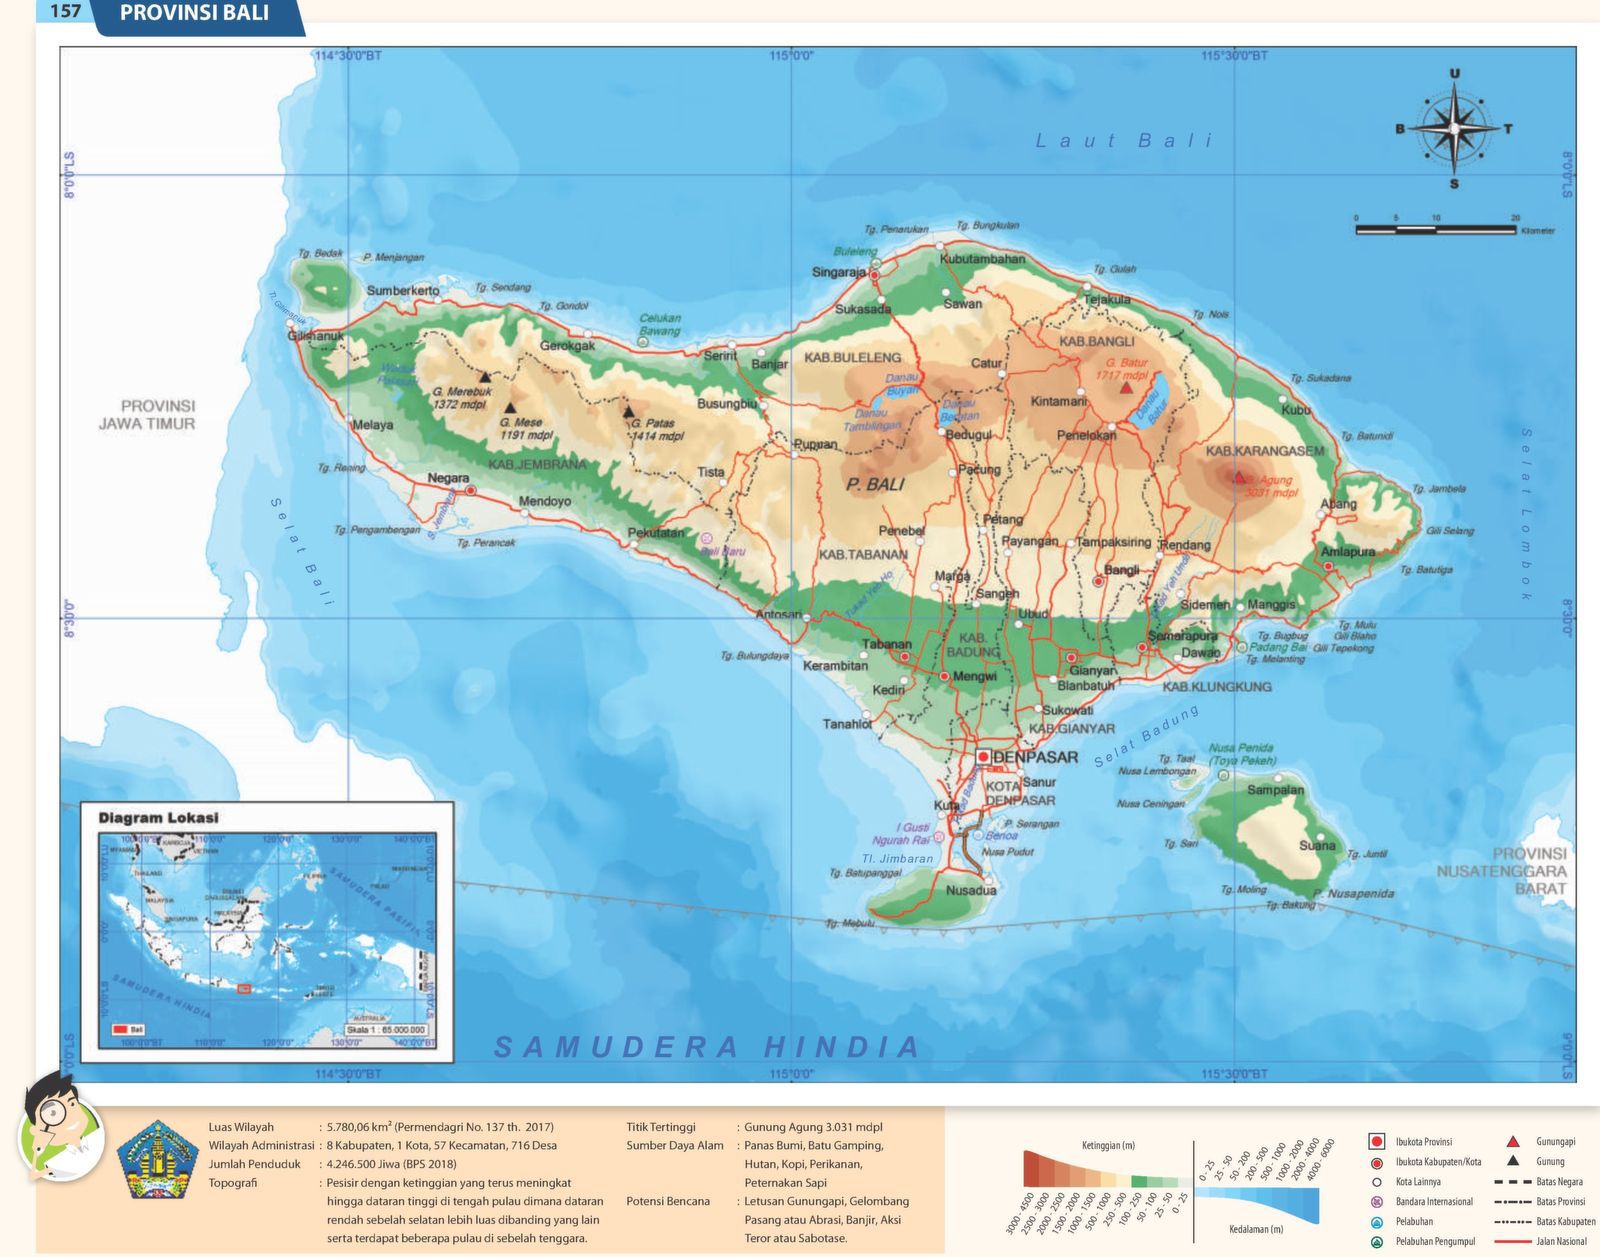 157
PROVINSI BALI
114°30'0"BT
115°0'0"
115°30'0"BT
U
B
T
S
Laut Bali
8°0'0"LS
8°0'0"LS
0 5 10 20
Kilometer
Tg. Penarukan
Tg. Bungkulan
Tg. Bedak
P. Menjangan
Buleleng
Kubutambahan
Singaraja
Tg. Gulah
Sumberkerto
Tg. Sendang
Tl. Gilimanuk
Tg. Gondol
Sukasada
Sawan
Tejakula
Tg. Nois
Celukan
Bawang
Gilimanuk
Gerokgak
Seririt
Banjar
KAB.BULELENG
KAB.BANGLI
Catur
G. Batur
1717 mdpl
G. Merebuk
1372 mdpl
Danau
Buyan
Tg. Sukadana
Busungbiu
Danau
Tamblingan
Danau
Beratan
Kintamani
Danau
Batur
Kubu
PROVINSI
JAWA TIMUR
G. Mese
1191 mdpl
G. Patas
1414 mdpl
Melaya
Bedugul
Penelokan
Tg. Batunidi
Pupuan
KAB.KARANGASEM
KAB.JEMBRANA
Tg. Rening
Tista
Pacung
Negara
P. BALI
Agung
3031 mdpl
Tg. Jambela
Mendoyo
Abang
Selat Lombok
Selat Bali
Tg. Pengambengan
Tg. Perancak
Pekutatan
Penebel
Petang
Gili Selang
Payangan
Tampaksiring
Rendang
Bali Baru
KAB.TABANAN
Amlapura
Bangli
Tg. Batutiga
Marga
Sangeh
Tukad Yeh Ho
Sidemen
Manggis
8°30'0"
8°30'0"
Antosari
Ubud
Tg. Mulu
Semarapura
Tg. Bugbug
Gili Biaho
Tabanan
KAB.
BADUNG
Padang Bai
Gili Tepekong
Tg. Bulungdaya
Kerambitan
Dawan
Tg. Melanting
Gianyar
Mengwi
Blanbatuh
KAB.KLUNGKUNG
Kediri
Sukowati
Tanahlot
KAB.GIANYAR
Selat Badung
DENPASAR
Nusa Penida
(Toya Pekeh)
Tg. Taal
Nusa Lembongan
Sanur
KOTA
DENPASAR
Sampalan
Nusa Ceningan
Kuta
P. Serangan
I Gusti
Ngurah Rai
Benoa
Tg. Sari
Suana
Tg. Juntil
Nusa Pudut
Tl. Jimbaran
PROVINSI
NUSATENGGARA
BARAT
Tg. Batupanggal
Nusadua
Tg. Moling
P. Nusapenida
Tg. Bakung
Tg. Mebulu
SAMUDERA HINDIA
9°0'0"LS
114°30'0"BT
115°0'0"
115°30'0"BT
Diagram Lokasi
THAILAND
MALAYSIA
SINGAPURA
SAMUDERA PASIFIK
SAMUDERA HINDIA
AUSTRALIA
Bali
Skala 1 : 65.000.000
Luas Wilayah : 5.780,06 km² (Permendagri No. 137 th. 2017)
Wilayah Administrasi : 8 Kabupaten, 1 Kota, 57 Kecamatan, 716 Desa
Jumlah Penduduk : 4.246.500 Jiwa (BPS 2018)
Topografi : Pesisir dengan ketinggian yang terus meningkat
hingga dataran tinggi di tengah pulau dimana dataran
rendah sebelah selatan lebih luas dibanding yang lain
serta terdapat beberapa pulau di sebelah tenggara.
Titik Tertinggi : Gunung Agung 3.031 mdpl
Sumber Daya Alam : Panas Bumi, Batu Gamping,
Hutan, Kopi, Perikanan,
Peternakan Sapi
Potensi Bencana : Letusan Gunungapi, Gelombang
Pasang atau Abrasi, Banjir, Aksi
Teror atau Sabotase.
Ketinggian (m)
3000 - 4500
2500 - 3000
2000 - 2500
1500 - 2000
1000 - 1500
500 - 1000
250 - 500
100 - 250
50 - 100
25 - 50
0 - 25
0 - 25
25 - 50
50 - 200
200 - 500
500 - 1000
1000 - 2000
2000 - 4000
4000 - 6000
Kedalaman (m)
Ibukota Provinsi
Ibukota Kabupaten/Kota
Kota Lainnya
Bandara Internasional
Pelabuhan
Pelabuhan Pengumpul
Gunungapi
Gunung
Batas Negara
Batas Provinsi
Batas Kabupaten
Jalan Nasional